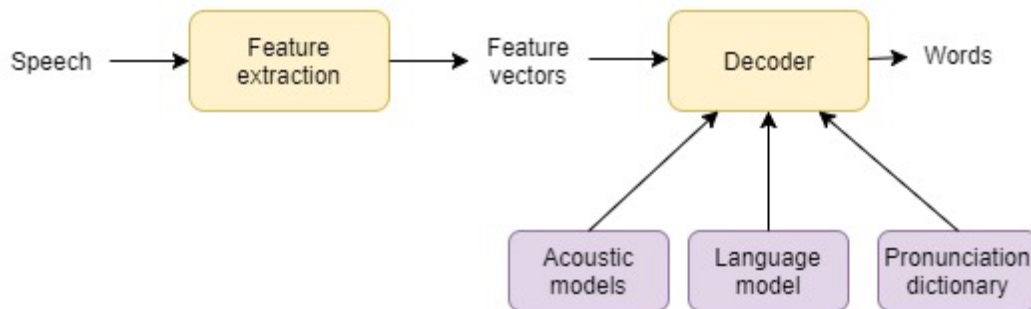 Speech
Feature
extraction
Feature
vectors
Decoder
Words
Acoustic
models
Language
model
Pronunciation
dictionary